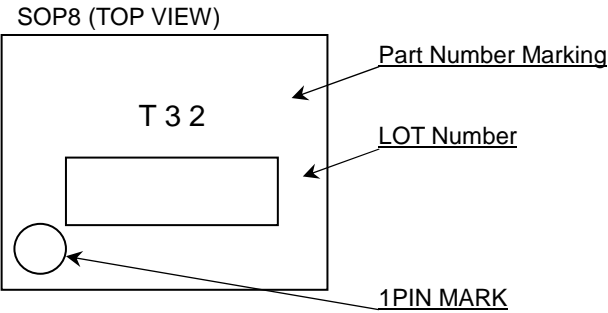 SOP8 (TOP VIEW)
Part Number Marking
T 3 2
LOT Number
1PIN MARK